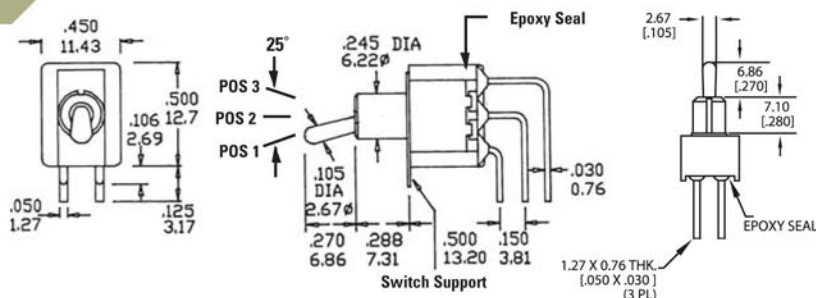 .450
11.43
.500
12.7
.106
2.69
.050
1.27
.125
3.17
25°
POS 3
POS 2
POS 1
.245 DIA
6.22ø
Epoxy Seal
.105
DIA
2.67ø
.030
0.76
.270
6.86
.288
7.31
.500
13.20
.150
3.81
Switch Support
2.67
[.105]
6.86
[.270]
7.10
[.280]
EPOXY SEAL
1.27 X 0.76 THK.
[.050 X .030 ]
(3 PL)